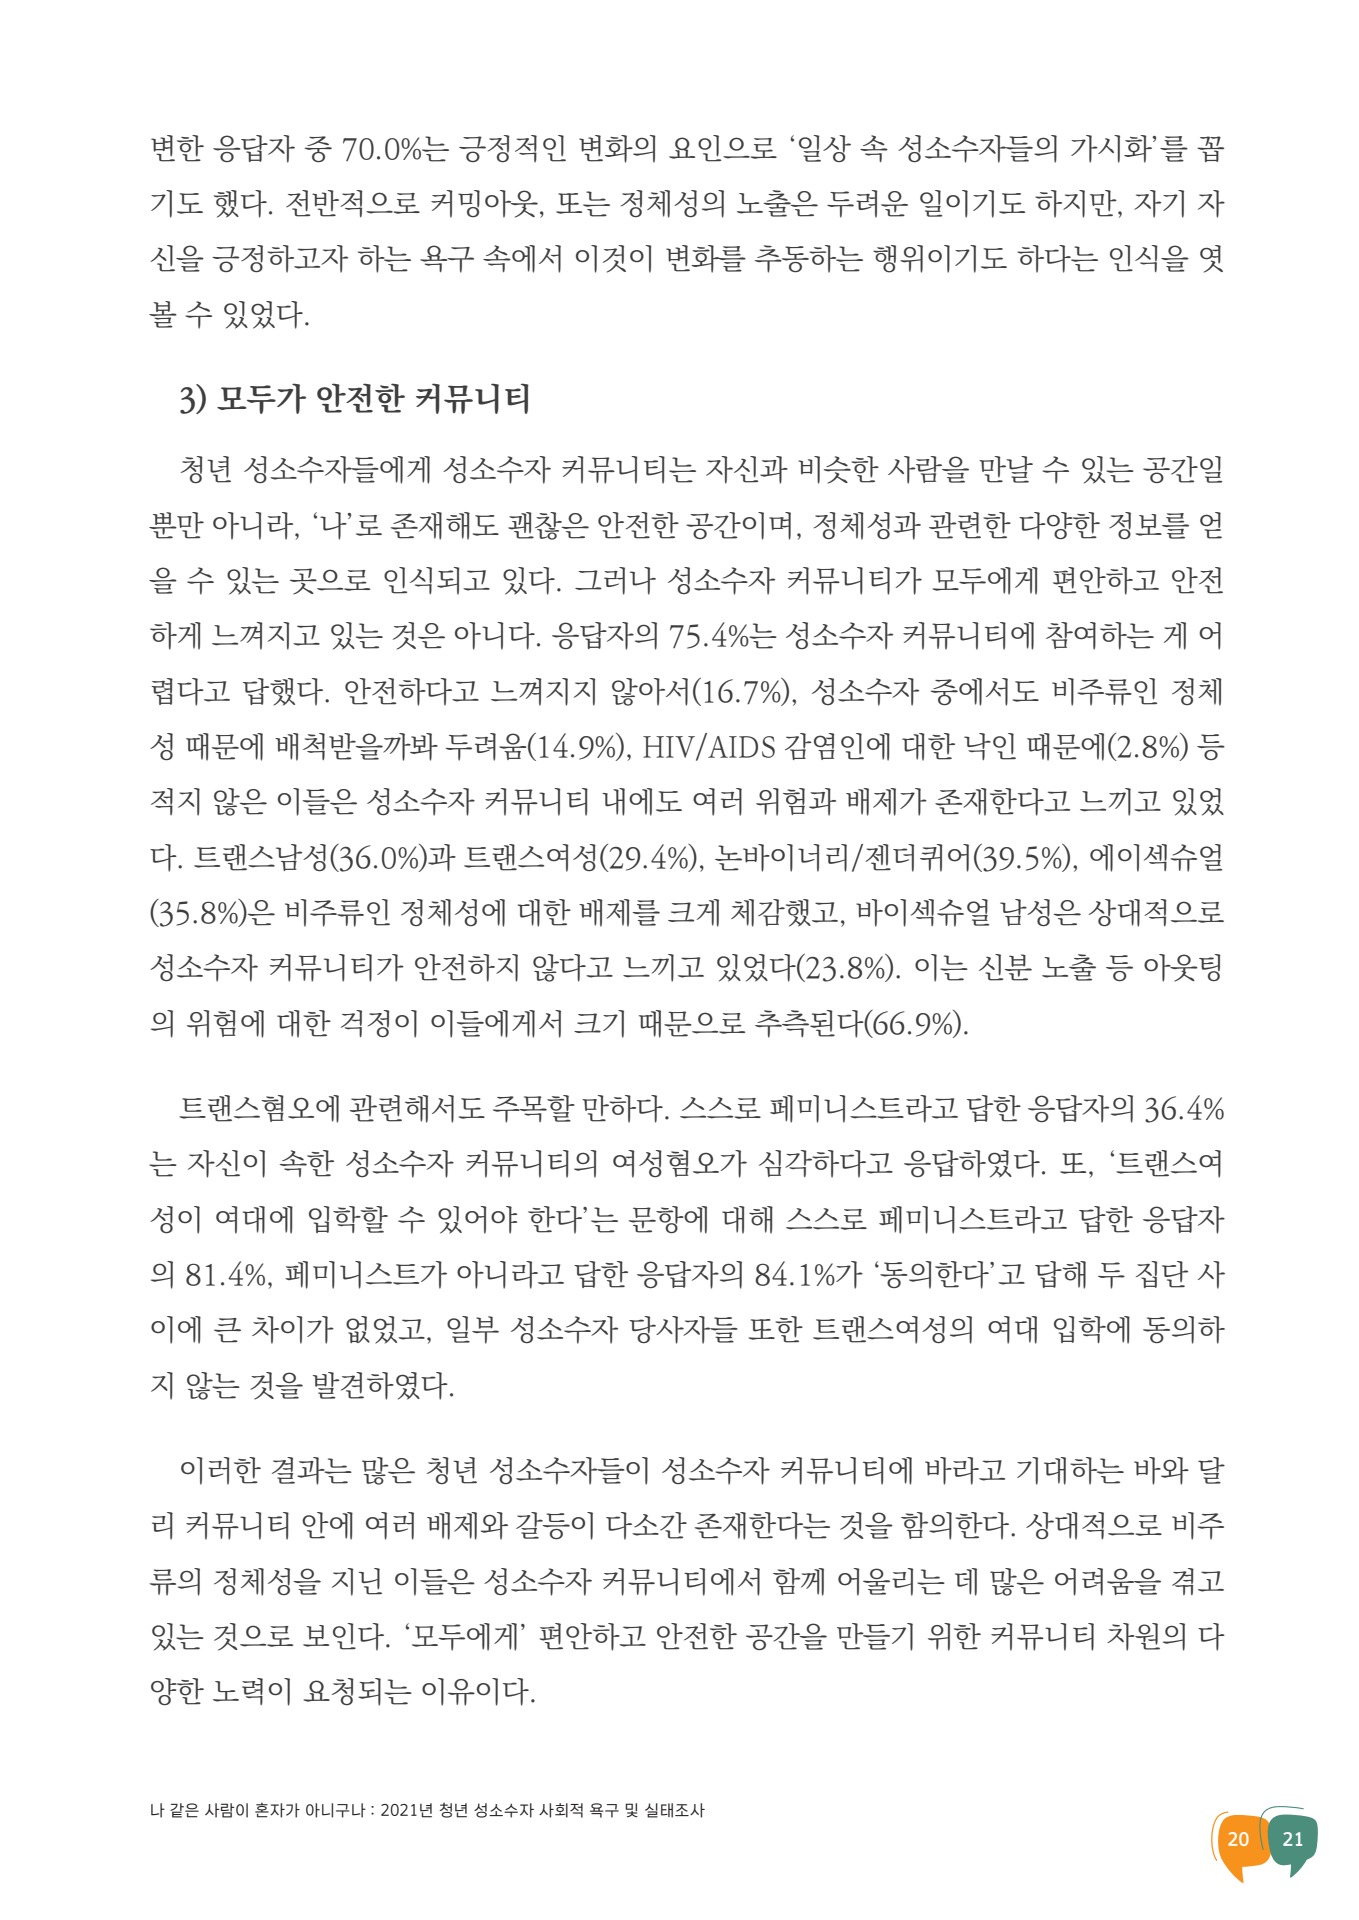 변한 응답자 중 70.0%는 긍정적인 변화의 요인으로 ‘일상 속 성소수자들의 가시화’를 꼽
기도 했다. 전반적으로 커밍아웃, 또는 정체성의 노출은 두려운 일이기도 하지만, 자기 자
신을 긍정하고자 하는 욕구 속에서 이것이 변화를 추동하는 행위이기도 하다는 인식을 엿
볼 수 있었다.
3) 모두가 안전한 커뮤니티
청년 성소수자들에게 성소수자 커뮤니티는 자신과 비슷한 사람을 만날 수 있는 공간일
뿐만 아니라, ‘나’로 존재해도 괜찮은 안전한 공간이며, 정체성과 관련한 다양한 정보를 얻
을 수 있는 곳으로 인식되고 있다. 그러나 성소수자 커뮤니티가 모두에게 편안하고 안전
하게 느껴지고 있는 것은 아니다. 응답자의 75.4%는 성소수자 커뮤니티에 참여하는 게 어
렵다고 답했다. 안전하다고 느껴지지 않아서(16.7%), 성소수자 중에서도 비주류인 정체
성 때문에 배척받을까봐 두려움(14.9%), HIV/AIDS 감염인에 대한 낙인 때문에(2.8%) 등
적지 않은 이들은 성소수자 커뮤니티 내에도 여러 위험과 배제가 존재한다고 느끼고 있었
다. 트랜스남성(36.0%)과 트랜스여성(29.4%), 논바이너리/젠더퀴어(39.5%), 에이섹슈얼
(35.8%)은 비주류인 정체성에 대한 배제를 크게 체감했고, 바이섹슈얼 남성은 상대적으로
성소수자 커뮤니티가 안전하지 않다고 느끼고 있었다(23.8%). 이는 신분 노출 등 아웃팅
의 위험에 대한 걱정이 이들에게서 크기 때문으로 추측된다(66.9%).
트랜스혐오에 관련해서도 주목할 만하다. 스스로 페미니스트라고 답한 응답자의 36.4%
는 자신이 속한 성소수자 커뮤니티의 여성혐오가 심각하다고 응답하였다. 또, ‘트랜스여
성이 여대에 입학할 수 있어야 한다’는 문항에 대해 스스로 페미니스트라고 답한 응답자
의 81.4%, 페미니스트가 아니라고 답한 응답자의 84.1%가 ‘동의한다’고 답해 두 집단 사
이에 큰 차이가 없었고, 일부 성소수자 당사자들 또한 트랜스여성의 여대 입학에 동의하
지 않는 것을 발견하였다.
이러한 결과는 많은 청년 성소수자들이 성소수자 커뮤니티에 바라고 기대하는 바와 달
리 커뮤니티 안에 여러 배제와 갈등이 다소간 존재한다는 것을 함의한다. 상대적으로 비주
류의 정체성을 지닌 이들은 성소수자 커뮤니티에서 함께 어울리는 데 많은 어려움을 겪고
있는 것으로 보인다. ‘모두에게’ 편안하고 안전한 공간을 만들기 위한 커뮤니티 차원의 다
양한 노력이 요청되는 이유이다.
나 같은 사람이 혼자가 아니구나 : 2021년 청년 성소수자 사회적 욕구 및 실태조사
20 21